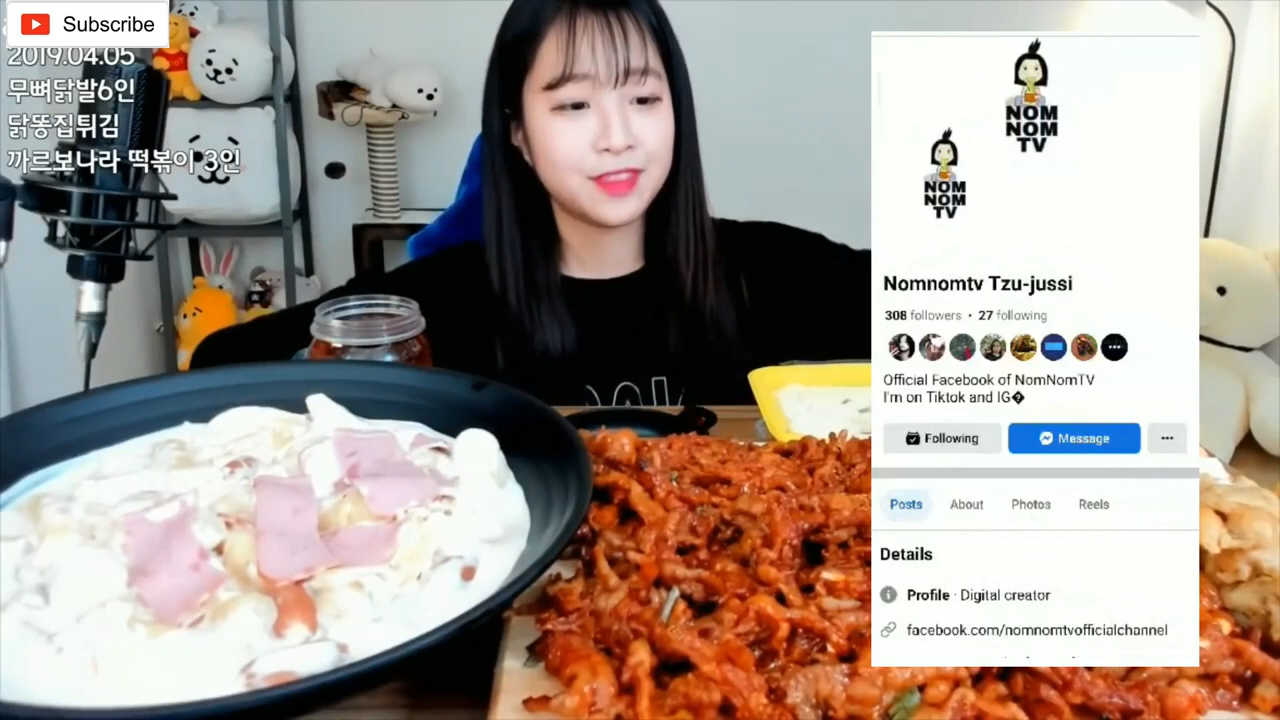 Subscribe
2019.04.05
무뼈닭발6인
닭똥집튀김
까르보나라 떡볶이 3인
NOM
NOM
TV
NOM
NOM
TV
Nomnomtv Tzu-jussi
308 followers • 27 following
Official Facebook of NomNomTV
I'm on Tiktok and IG�
Following
Message
Posts About Photos Reels
Details
Profile · Digital creator
facebook.com/nomnomtvofficialchannel